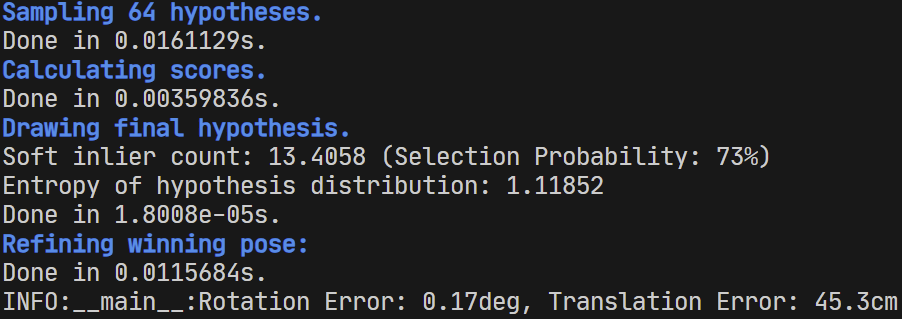 Sampling 64 hypotheses.
Done in 0.0161129s.
Calculating scores.
Done in 0.00359836s.
Drawing final hypothesis.
Soft inlier count: 13.4058 (Selection Probability: 73%)
Entropy of hypothesis distribution: 1.11852
Done in 1.8008e-05s.
Refining winning pose:
Done in 0.0115684s.
INFO:__main__:Rotation Error: 0.17deg, Translation Error: 45.3cm